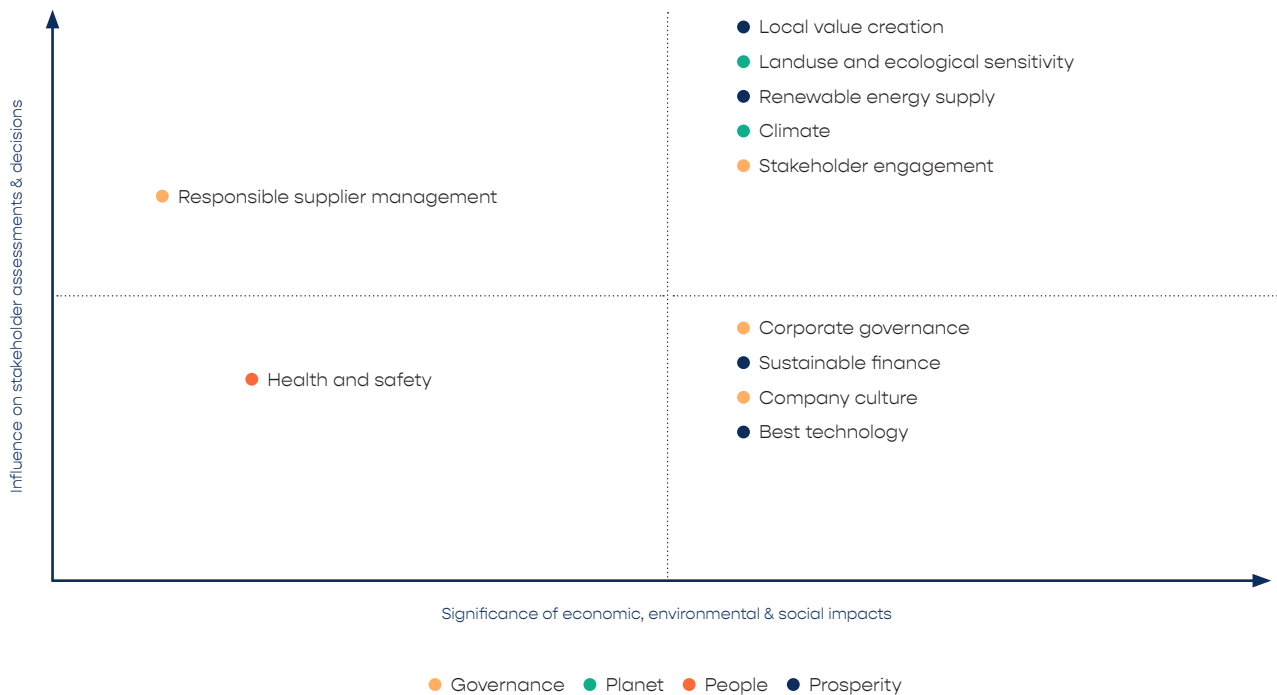 Influence on stakeholder assessments & decisions
Local value creation
Landuse and ecological sensitivity
Renewable energy supply
Climate
Stakeholder engagement
Responsible supplier management
Corporate governance
Sustainable finance
Company culture
Best technology
Health and safety
Significance of economic, environmental & social impacts
Governance Planet People Prosperity